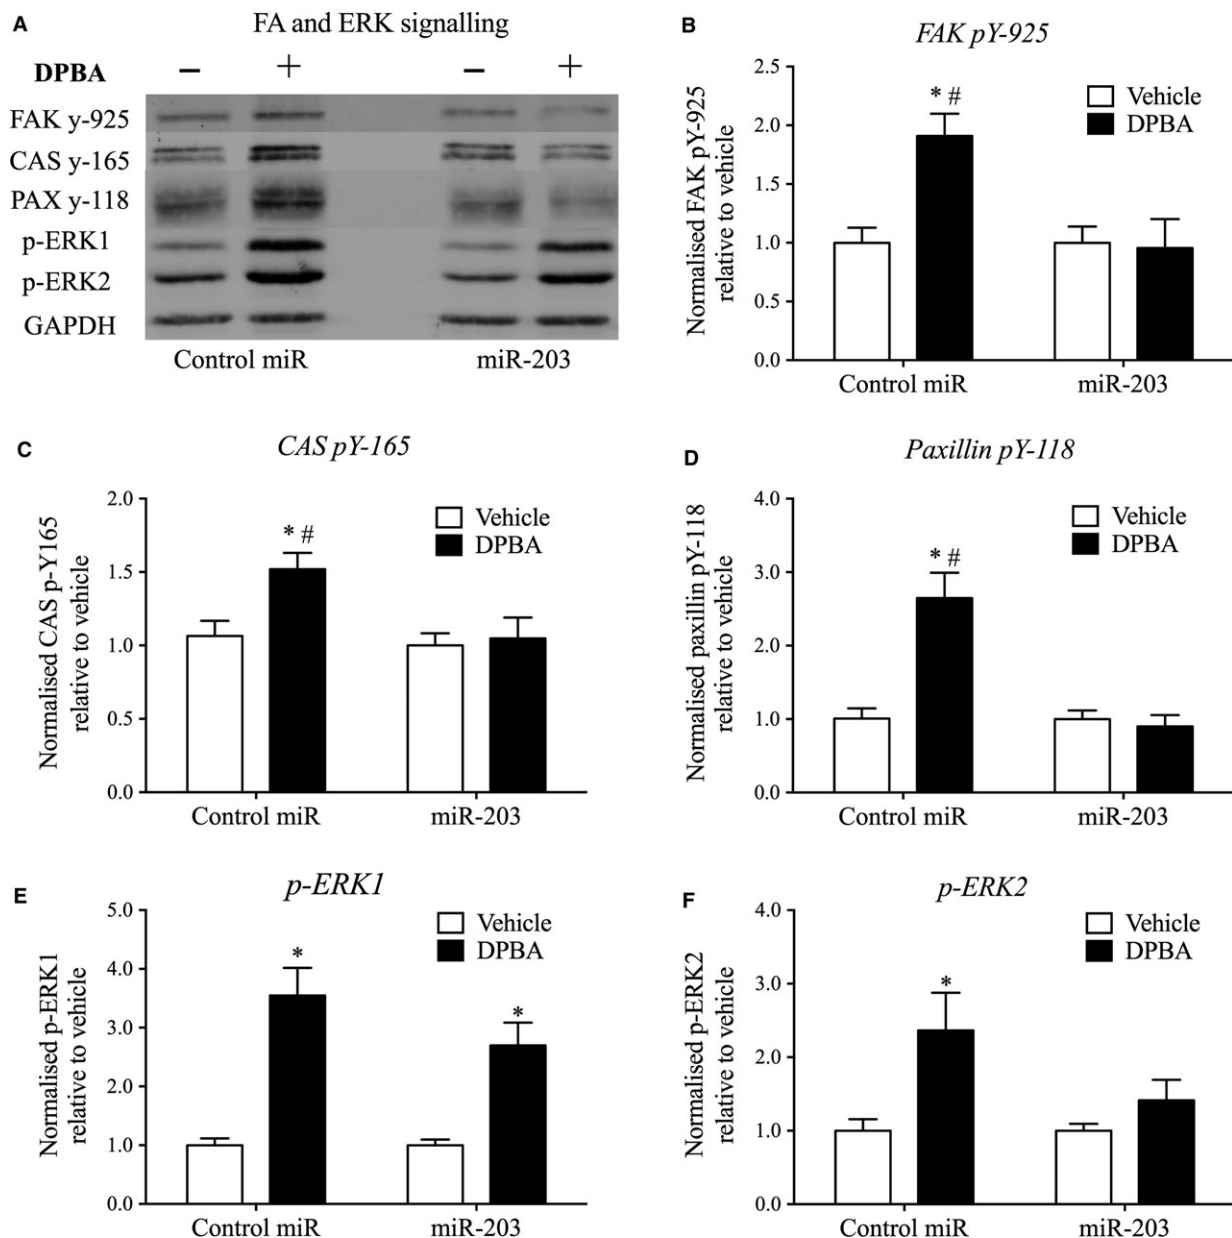 A
FA and ERK signalling
DPBA − + − +
FAK y-925
CAS y-165
PAX y-118
p-ERK1
p-ERK2
GAPDH
Control miR miR-203
B
FAK pY-925
Normalised FAK pY-925
relative to vehicle
2.5
2.0
1.5
1.0
0.5
0.0
* #
Vehicle
DPBA
Control miR miR-203
C
CAS pY-165
Normalised CAS p-Y165
relative to vehicle
2.0
1.5
1.0
0.5
0.0
* #
Vehicle
DPBA
Control miR miR-203
D
Paxillin pY-118
Normalised paxillin pY-118
relative to vehicle
4.0
3.0
2.0
1.0
0.0
* #
Vehicle
DPBA
Control miR miR-203
E
p-ERK1
Normalised p-ERK1
relative to vehicle
5.0
4.0
3.0
2.0
1.0
0.0
*
*
Vehicle
DPBA
Control miR miR-203
F
p-ERK2
Normalised p-ERK2
relative to vehicle
4.0
3.0
2.0
1.0
0.0
*
Vehicle
DPBA
Control miR miR-203